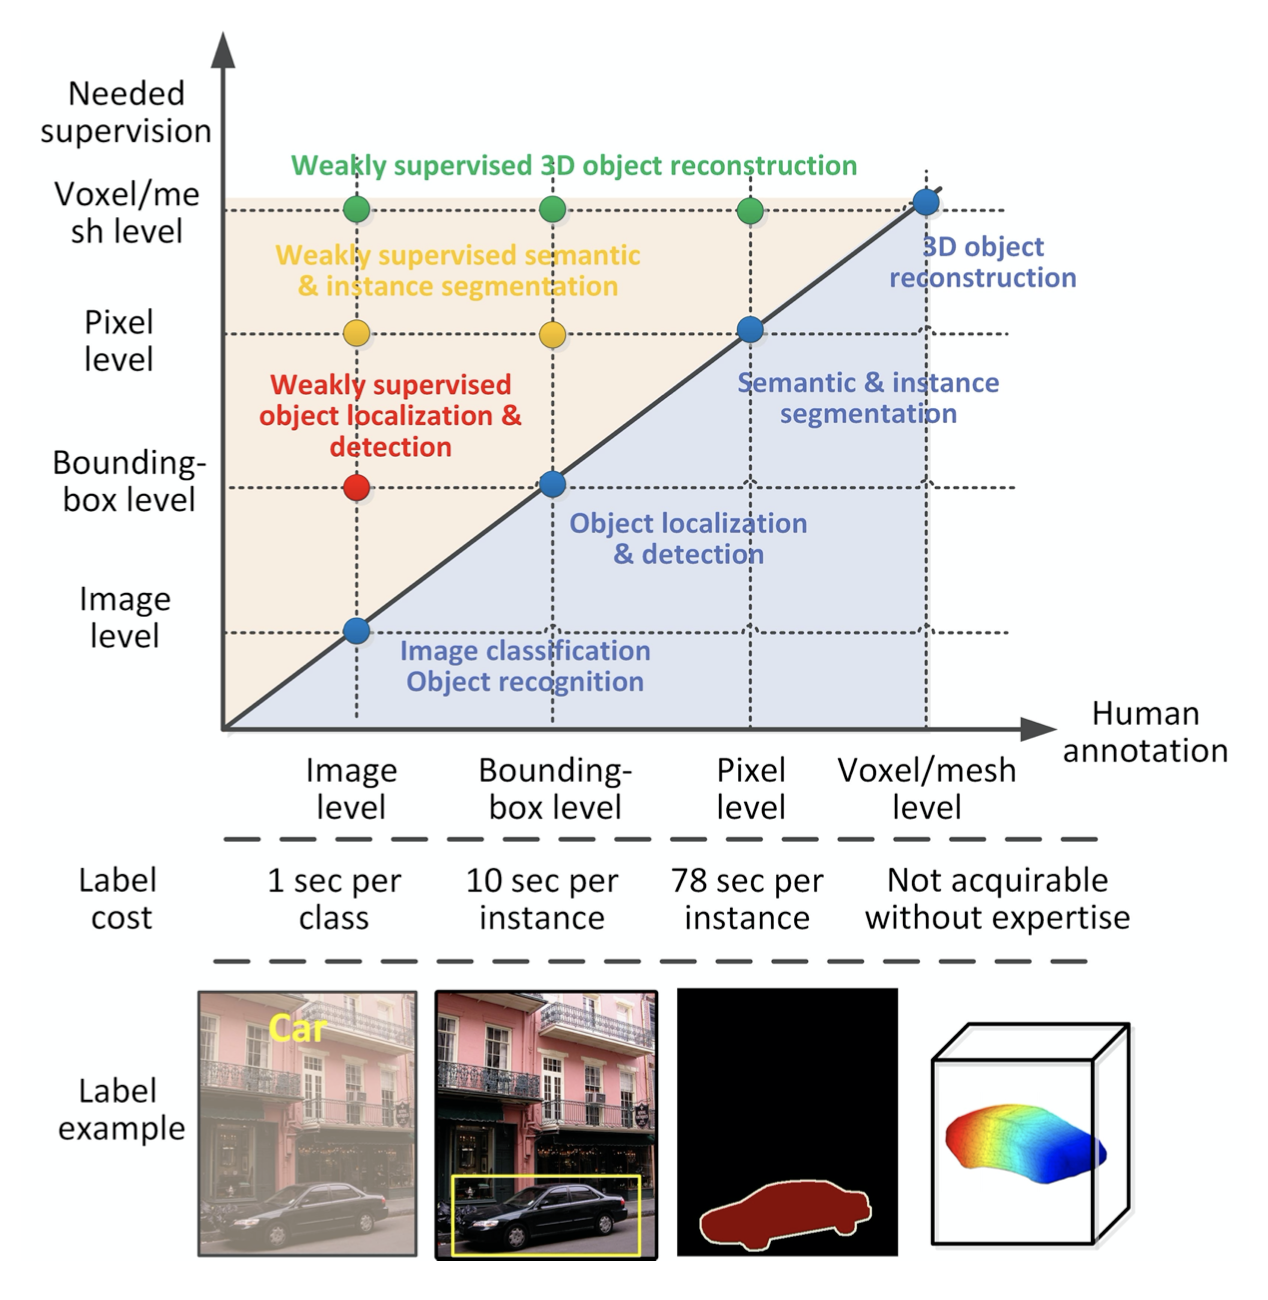 Needed
supervision
Weakly supervised 3D object reconstruction
Voxel/me
sh level
Weakly supervised semantic
& instance segmentation
3D object
reconstruction
Pixel
level
Weakly supervised
object localization &
detection
Semantic & instance
segmentation
Bounding-
box level
Object localization
& detection
Image
level
Image classification
Object recognition
Human
annotation
Image
level
Bounding-
box level
Pixel
level
Voxel/mesh
level
Label
cost
1 sec per
class
10 sec per
instance
78 sec per
instance
Not acquirable
without expertise
Label
example
Car